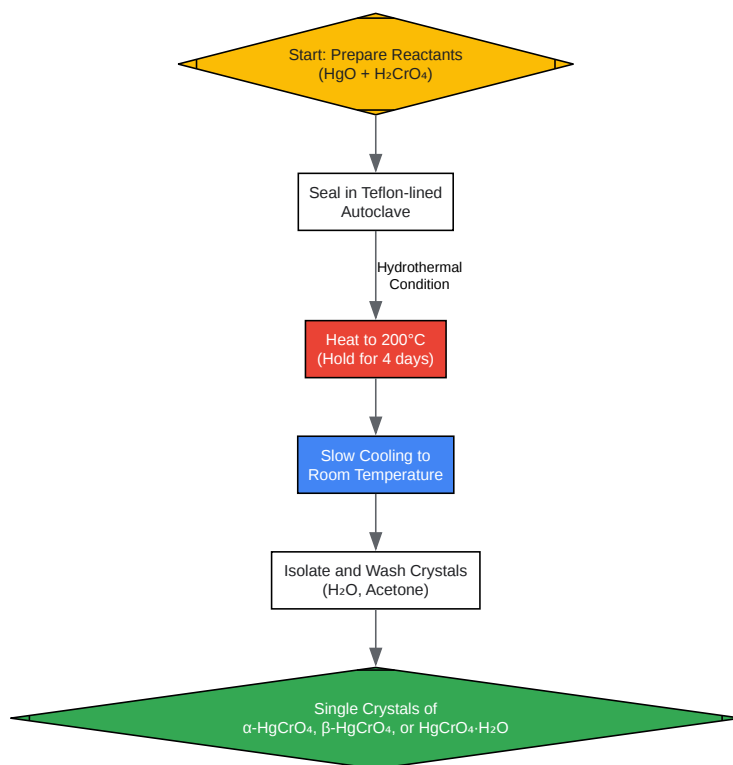 Start: Prepare Reactants
(HgO + H₂CrO₄)
Seal in Teflon-lined
Autoclave
Hydrothermal
Condition
Heat to 200°C
(Hold for 4 days)
Slow Cooling to
Room Temperature
Isolate and Wash Crystals
(H₂O, Acetone)
Single Crystals of
α-HgCrO₄, β-HgCrO₄, or HgCrO₄·H₂O